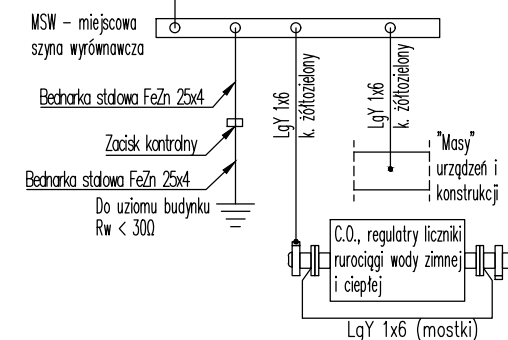 MSW – miejscowa
szyna wyrównawcza
Bednarka stalowa FeZn 25x4
Zacisk kontrolny
Bednarka stalowa FeZn 25x4
Do uziomu budynku
Rw < 30Ω
LgY 1x6
k. żółtozielony
LgY 1x6
k. żółtozielony
"Masy"
urządzeń i
konstrukcji
C.O., regulatry liczniki
rurociągi wody zimnej
i ciepłej
LgY 1x6 (mostki)